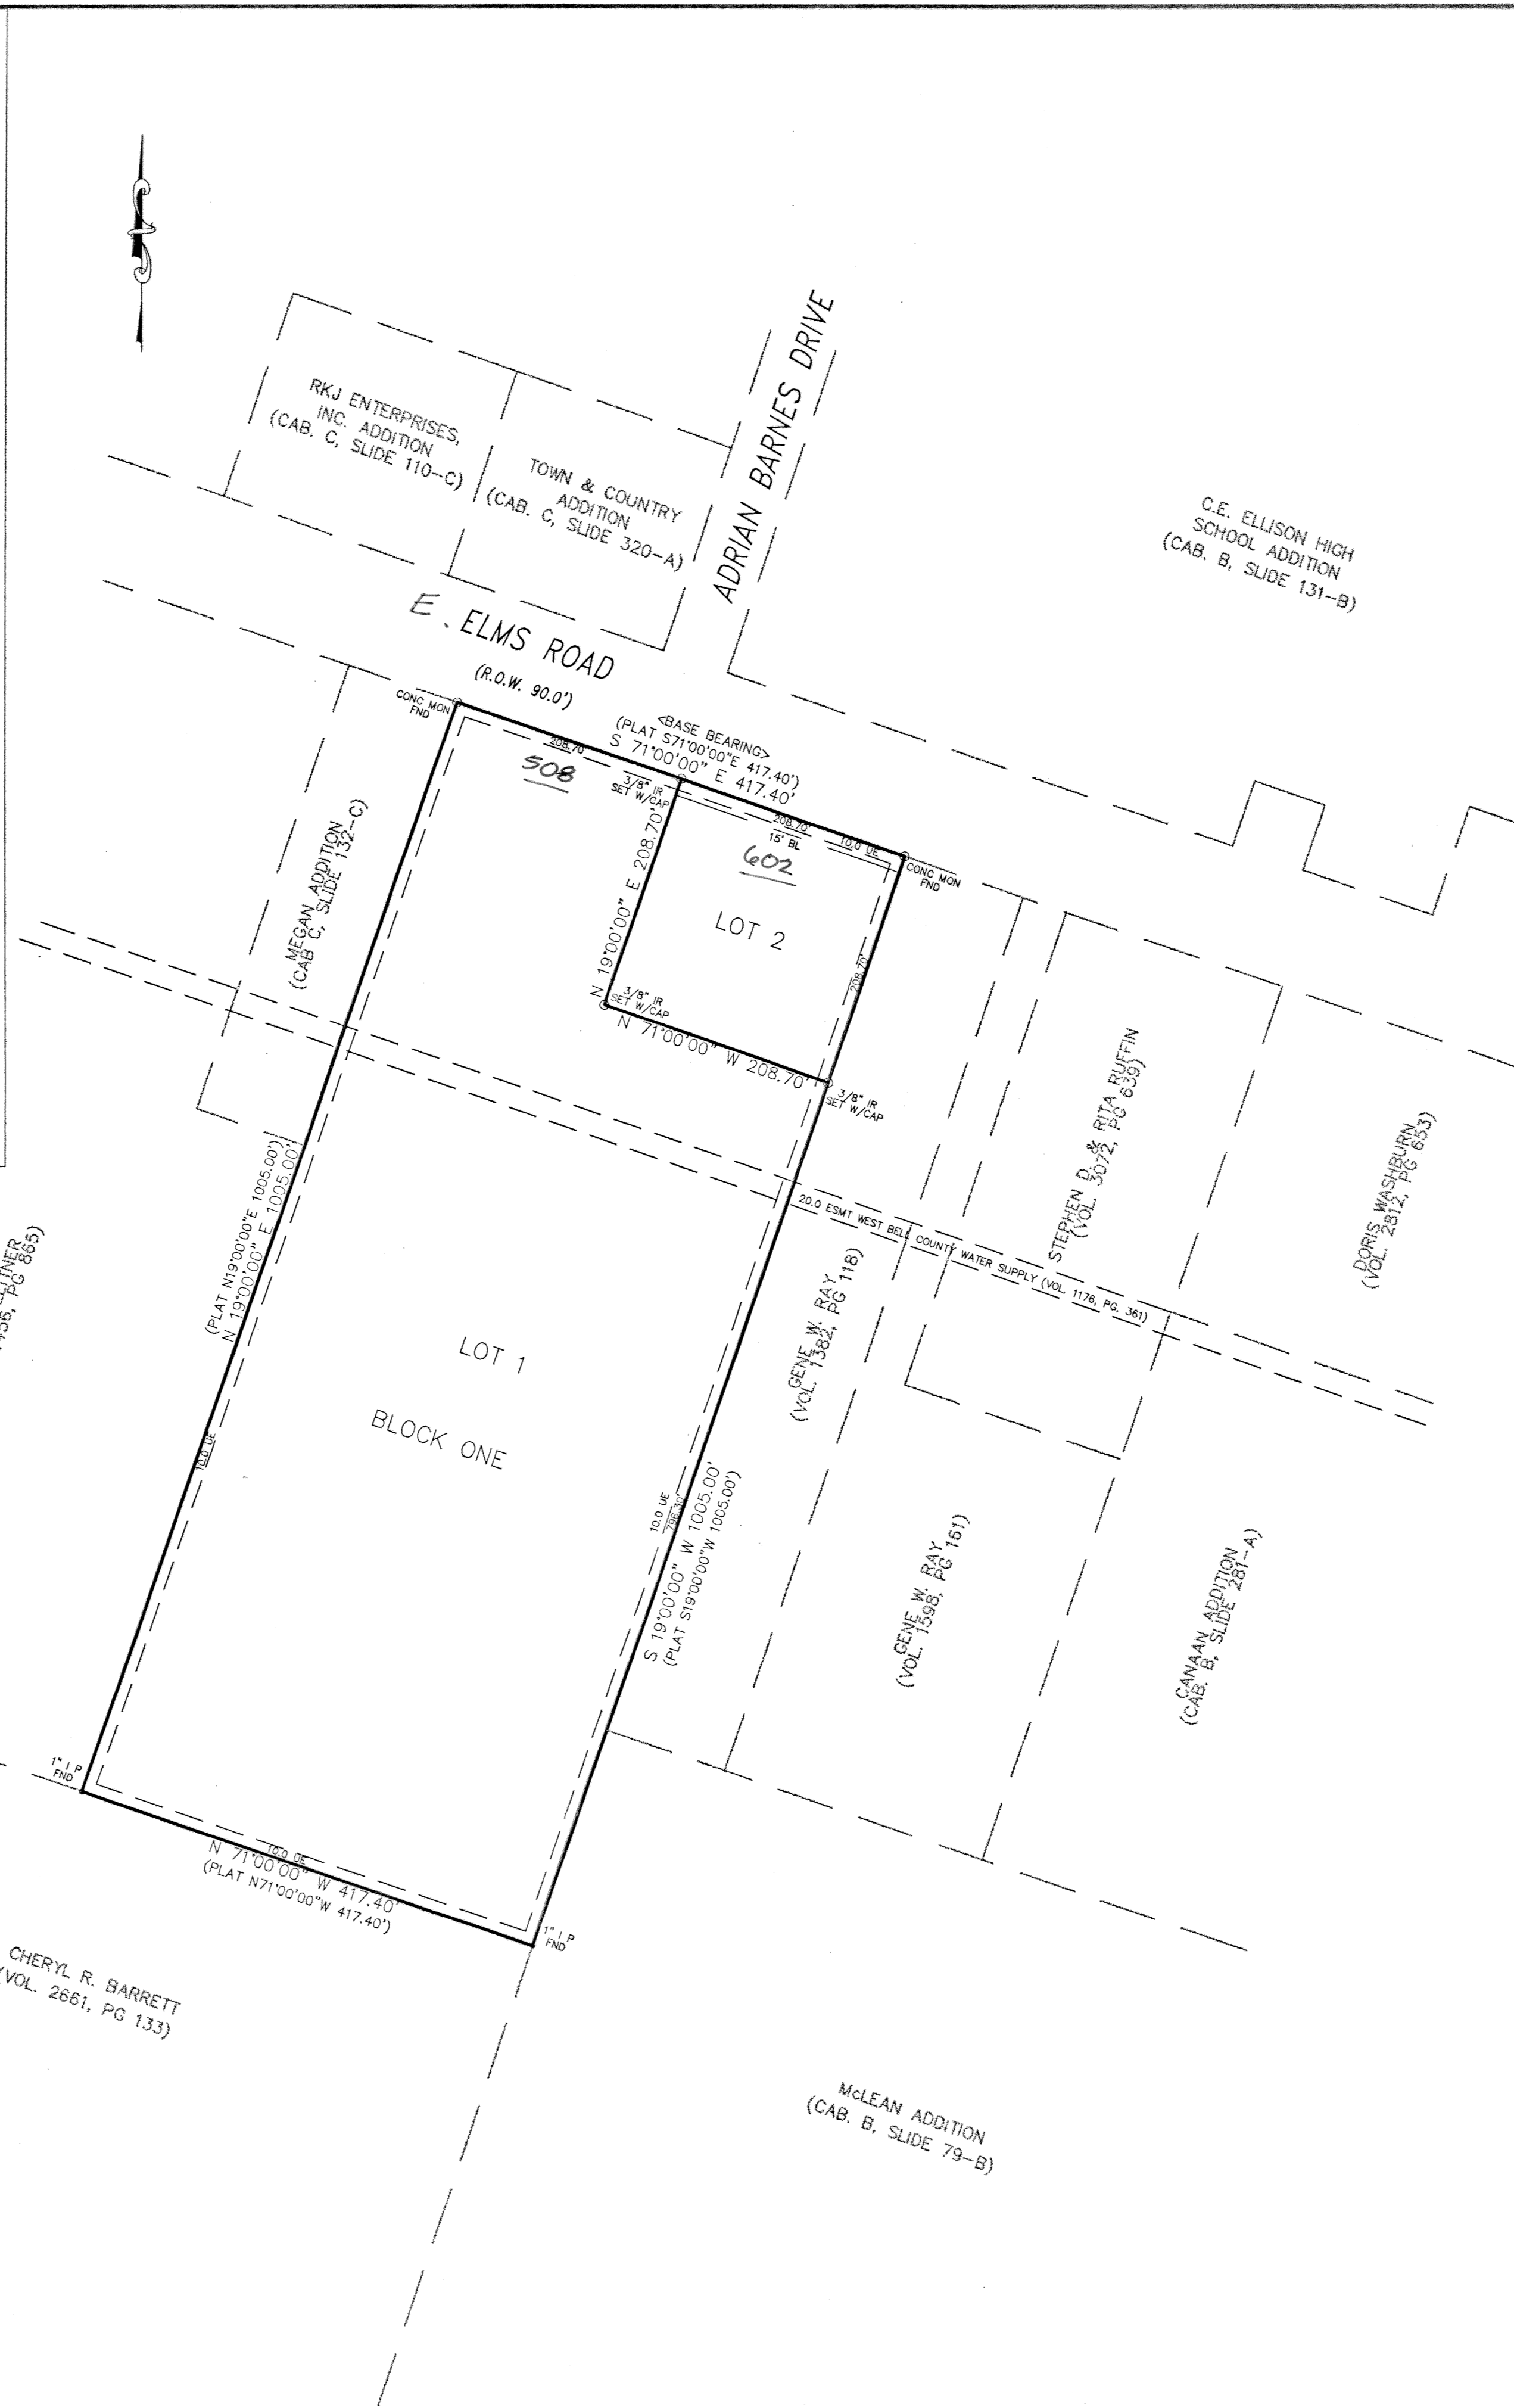 RKJ ENTERPRISES,
INC. ADDITION
(CAB. C, SLIDE 110-C)
TOWN & COUNTRY
ADDITION
(CAB. C, SLIDE 320-A)
ADRIAN BARNES DRIVE
C.E. ELLISON HIGH
SCHOOL ADDITION
(CAB. B, SLIDE 131-B)
E. ELMS ROAD
(R.O.W. 90.0')
CONC MON
FND
<BASE BEARING>
(PLAT S71°00'00"E 417.40')
S 71°00'00" E 417.40'
208.70'
508
3/8" IR
SET W/CAP
208.70'
15' BL
10.0 UE
602
CONC MON
FND
MEGAN ADDITION
(CAB C, SLIDE 132-C)
N 19°00'00" E 208.70'
LOT 2
208.70'
3/8" IR
SET W/CAP
N 71°00'00" W 208.70'
3/8" IR
SET W/CAP
STEPHEN D. & RITA RUFFIN
(VOL. 3072, PG 639)
DORIS WASHBURN
(VOL. 2812, PG 653)
20.0 ESMT WEST BELL COUNTY WATER SUPPLY (VOL. 1176, PG. 361)
(PLAT N19°00'00"E 1005.00')
N 19°00'00" E 1005.00'
PG 865)
GENE W. RAY
(VOL. 1382, PG 118)
LOT 1
BLOCK ONE
10.0 UE
10.0 UE
796.30'
S 19°00'00" W 1005.00'
(PLAT S19°00'00"W 1005.00')
GENE W. RAY
(VOL. 1598, PG 161)
CANAAN ADDITION
(CAB. B, SLIDE 281-A)
1" I P
FND
10.0 UE
N 71°00'00" W 417.40'
(PLAT N71°00'00"W 417.40')
1" I P
FND
CHERYL R. BARRETT
(VOL. 2661, PG 133)
McLEAN ADDITION
(CAB. B, SLIDE 79-B)